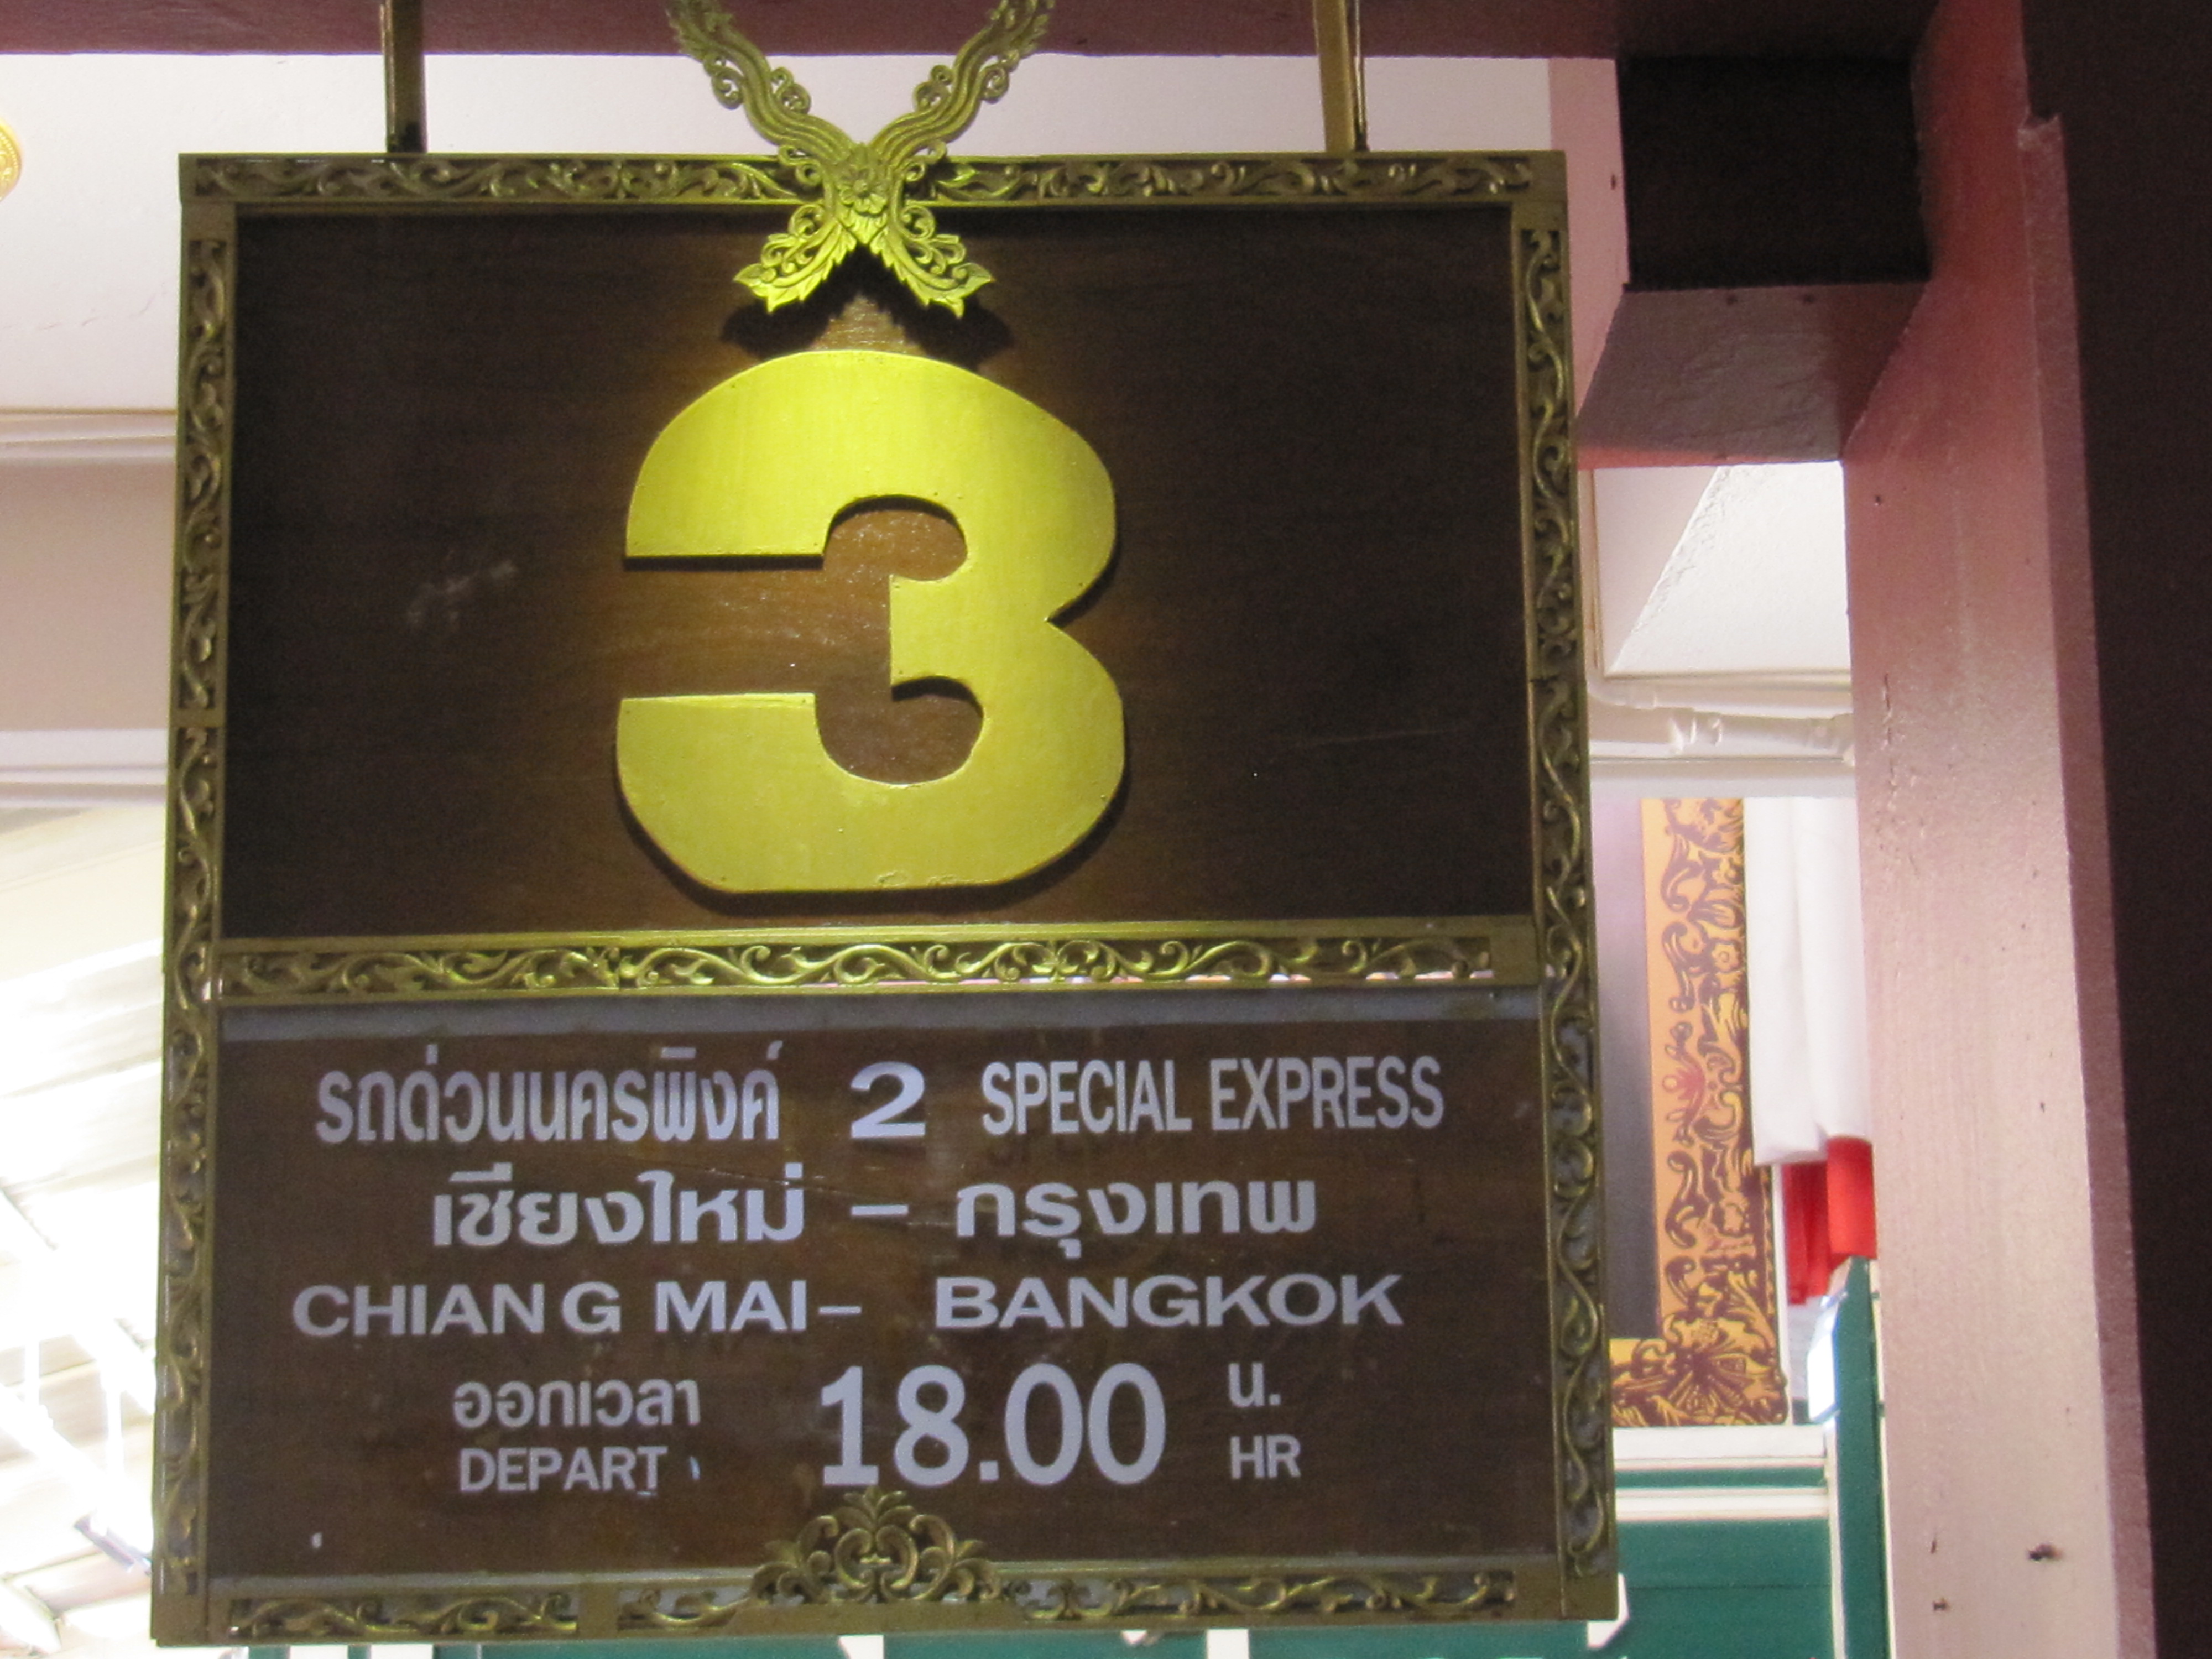 3
รถด่วนนครพิงค์ 2 SPECIAL EXPRESS
เชียงใหม่ – กรุงเทพ
CHIANG MAI – BANGKOK
ออกเวลา 18.00 น.
DEPART HR